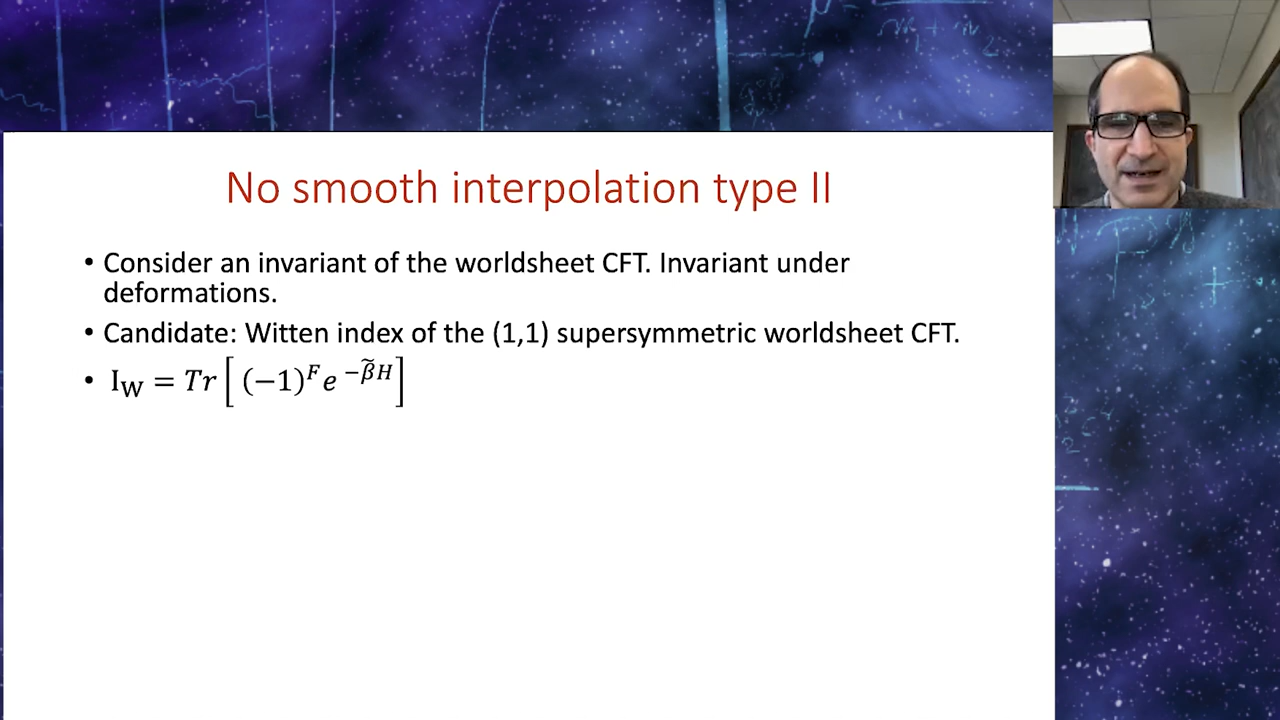 No smooth interpolation type II
• Consider an invariant of the worksheet CFT. Invariant under
deformations.
• Candidate: Witten index of the (1,1) supersymmetric worldsheet CFT.
• I_W = Tr[(−1)^F e^{−β̃H}]